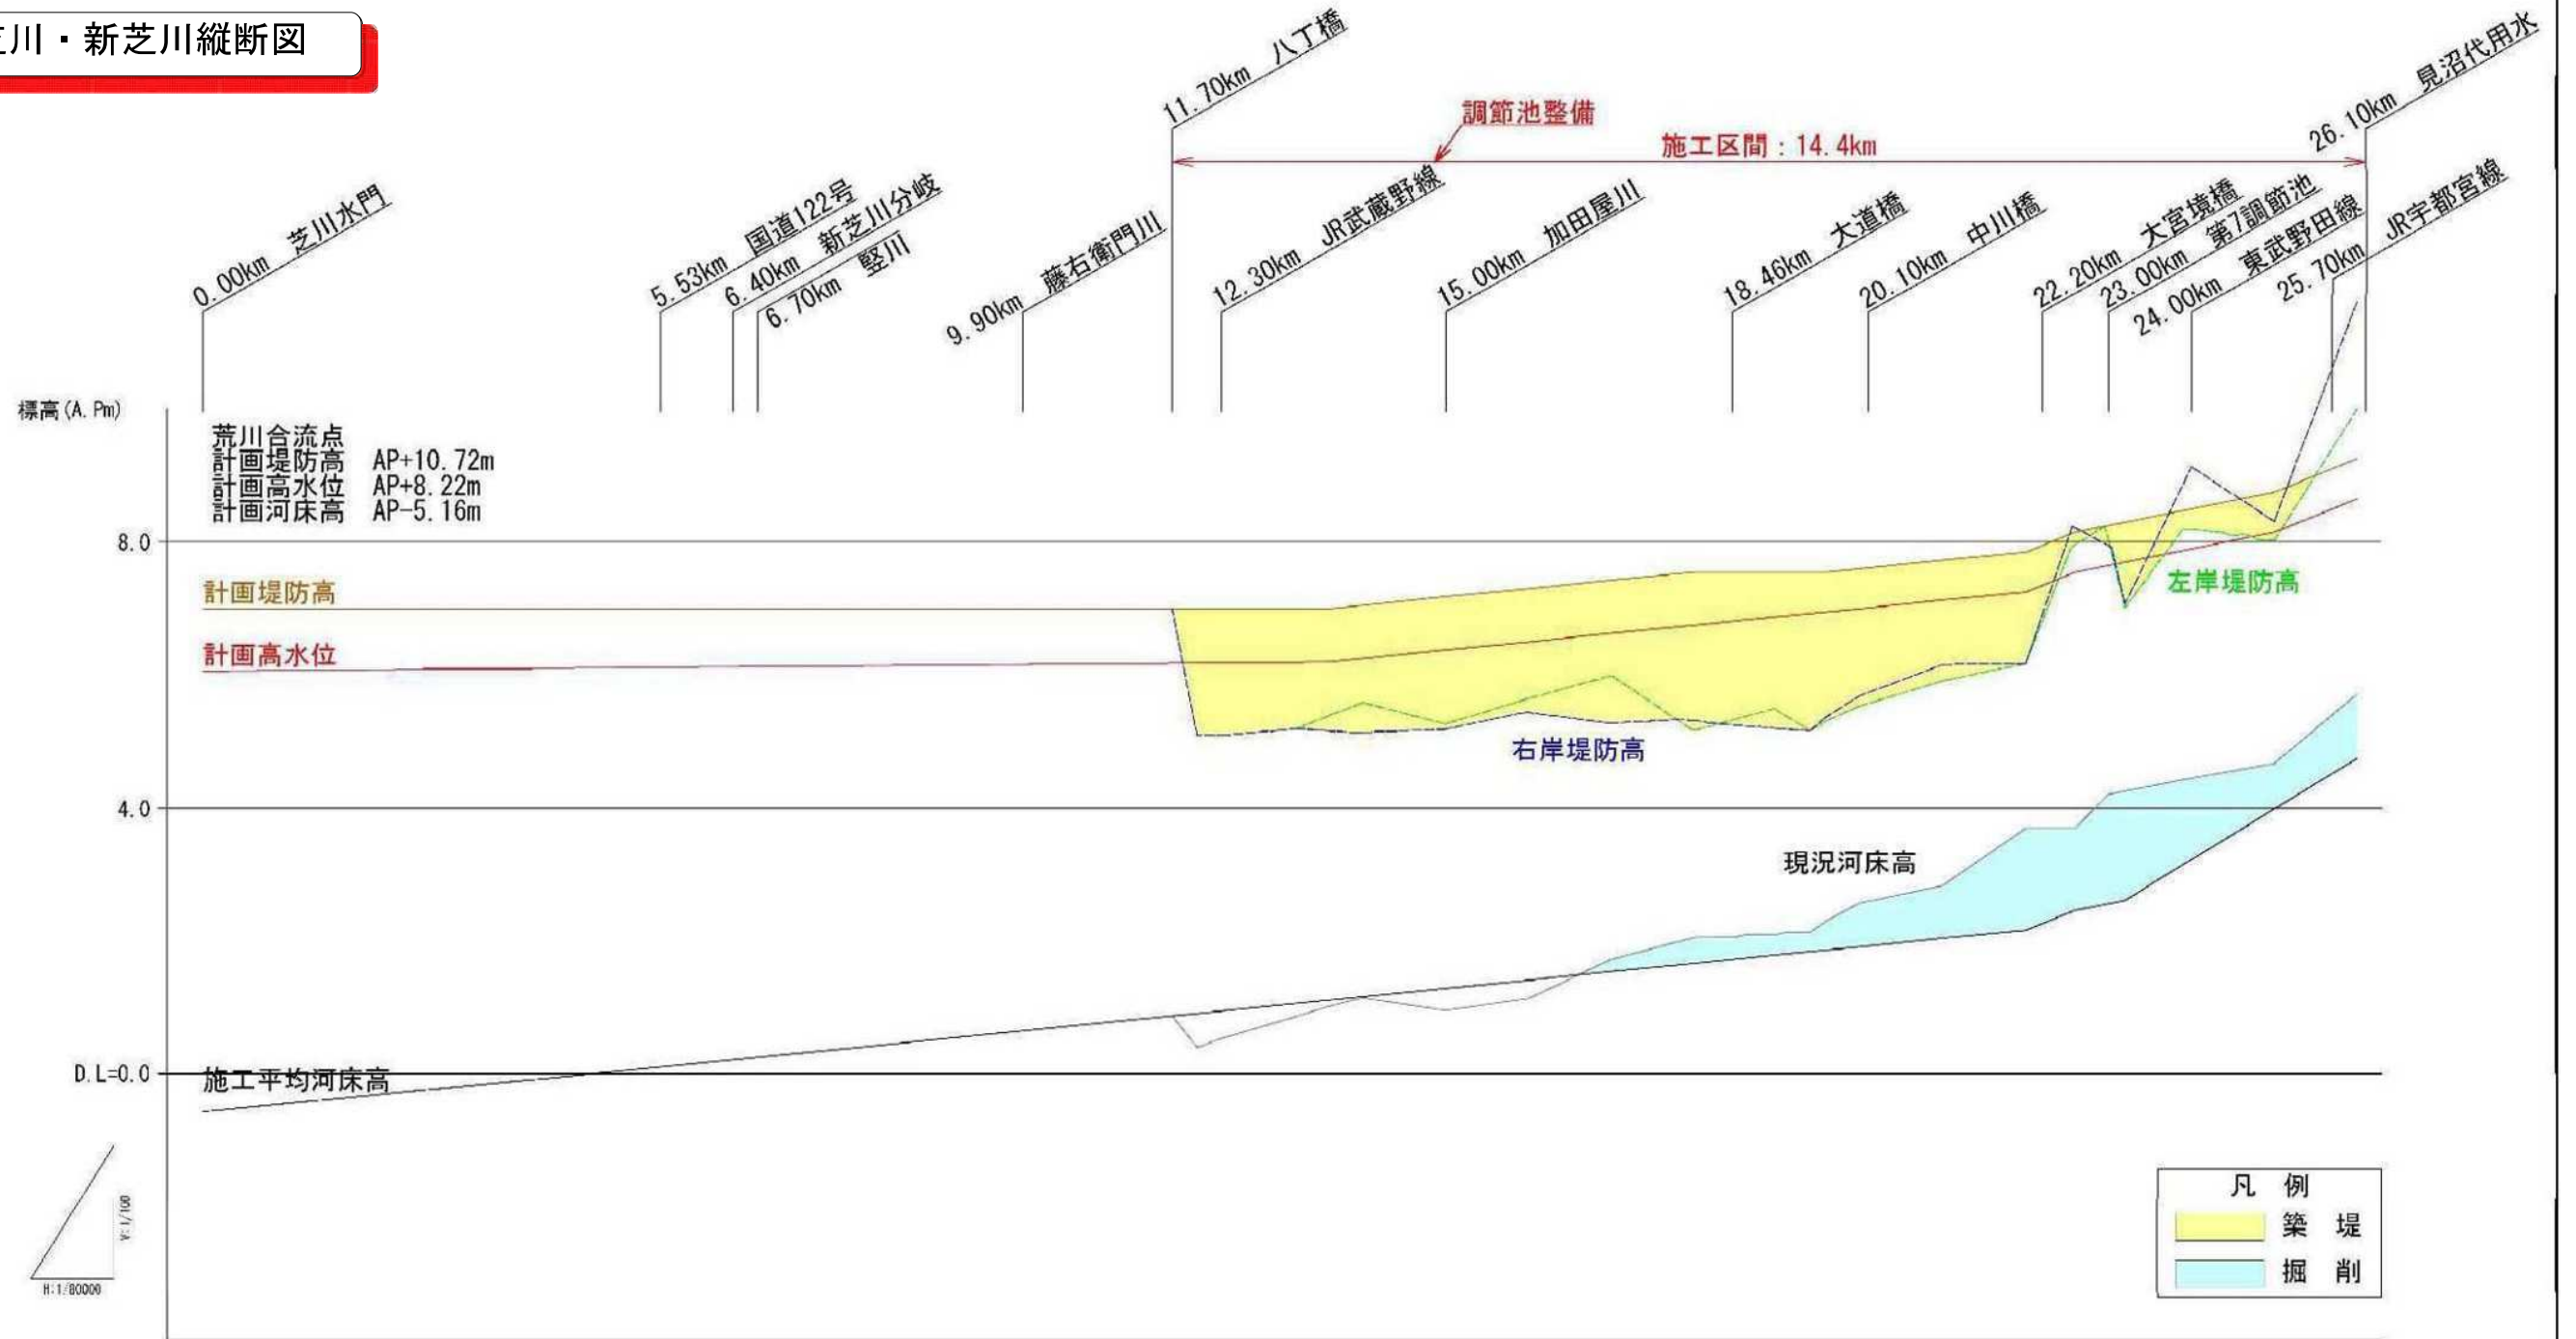 川・新芝川縦断図
0.00km 芝川水門
5.53km 国道122号
6.40km 新芝川分岐
6.70km 竪川
9.90km 藤右衛門川
11.70km 八丁橋
12.30km JR武蔵野線
調節池整備
施工区間:14.4km
15.00km 加田屋川
18.46km 大道橋
20.10km 中川橋
22.20km 大宮境橋
23.00km 第7調節池
24.00km 東武野田線
25.70km JR宇都宮線
26.10km 見沼代用水
標高(A.Pm)
荒川合流点
計画堤防高 AP+10.72m
計画高水位 AP+8.22m
計画河床高 AP-5.16m
8.0
計画堤防高
左岸堤防高
計画高水位
右岸堤防高
4.0
現況河床高
D.L=0.0
施工平均河床高
V:1/100
H:1/80000
凡 例
築 堤
掘 削